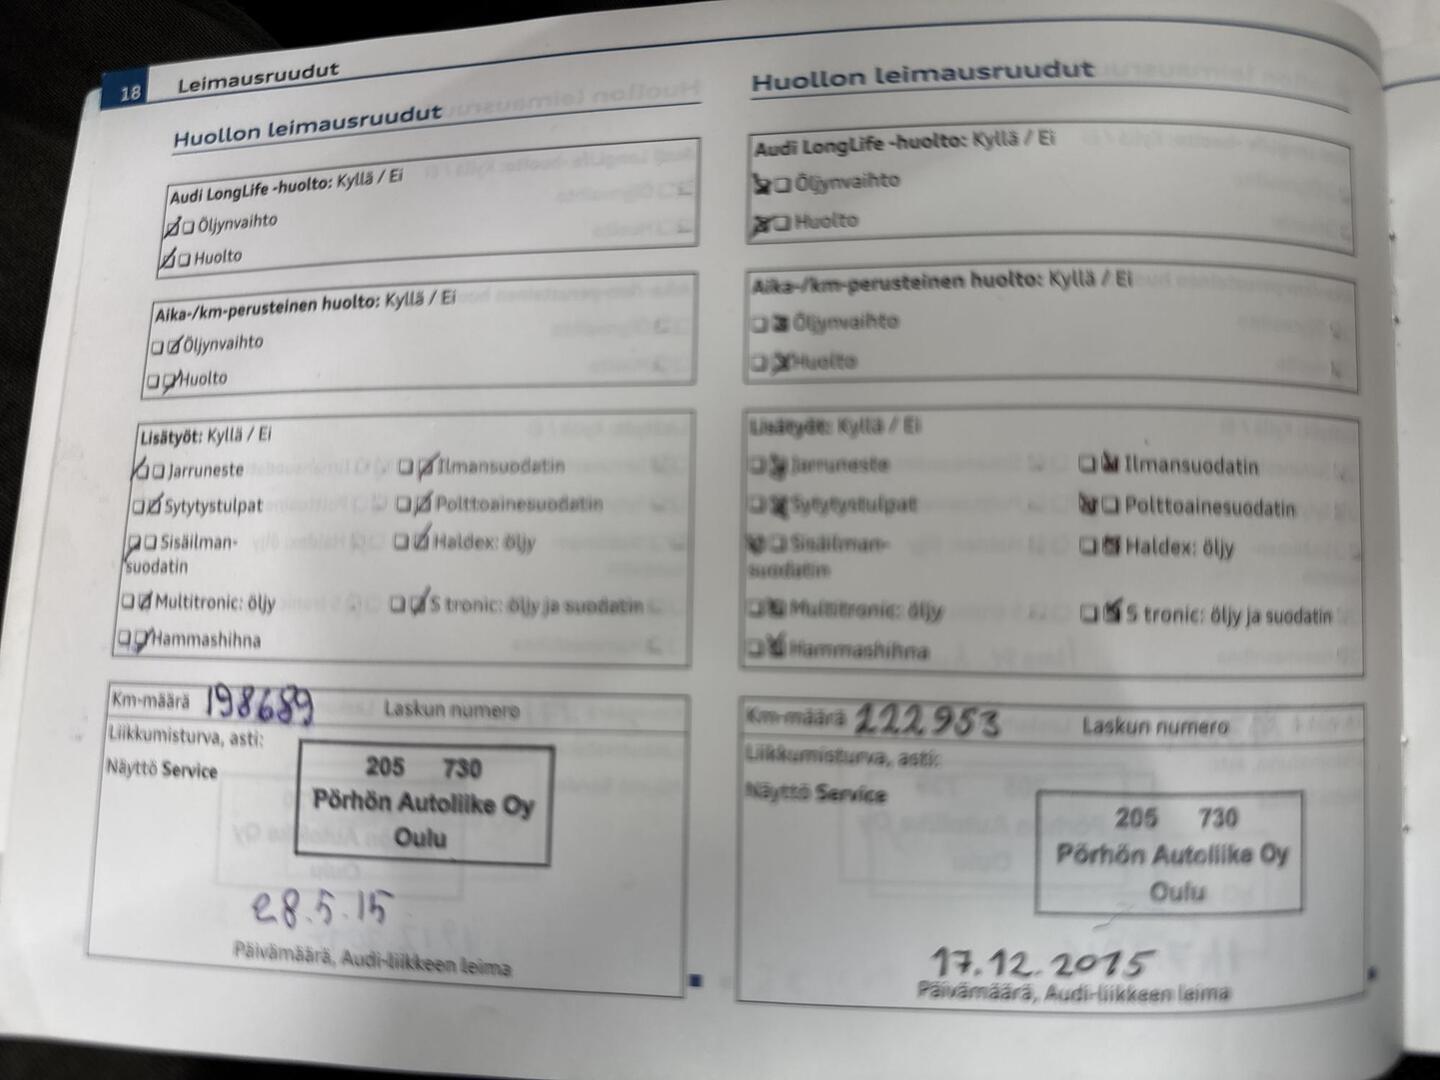 18 Leimausruudut
Huollon leimausruudut
Audi LongLife -huolto: Kyllä / Ei
Öljynvaihto
Huolto
Aika-/km-perusteinen huolto: Kyllä / Ei
Öljynvaihto
Huolto
Lisätyöt: Kyllä / Ei
Jarruneste Ilmansuodatin
Sytytystulpat Polttoainesuodatin
Sisäilman- Haldex: öljy
suodatin
Multitronic: öljy S tronic: öljy ja suodatin
Hammashihna
Km-määrä 198689 Laskun numero
Liikkumisturva, asti:
Näyttö Service
205 730
Pörhön Autoliike Oy
Oulu
28.5.15
Päivämäärä, Audi-liikkeen leima
Huollon leimausruudut
Audi LongLife -huolto: Kyllä / Ei
Öljynvaihto
Huolto
Aika-/km-perusteinen huolto: Kyllä / Ei
Öljynvaihto
Huolto
Lisätyöt: Kyllä / Ei
Jarruneste Ilmansuodatin
Sytytystulpat Polttoainesuodatin
Sisäilman- Haldex: öljy
suodatin
Multitronic: öljy S tronic: öljy ja suodatin
Hammashihna
Km-määrä 222953 Laskun numero
Liikkumisturva, asti:
Näyttö Service
205 730
Pörhön Autoliike Oy
Oulu
17.12.2015
Päivämäärä, Audi-liikkeen leima